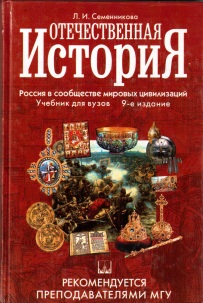 Л. И. Семенникова
ОТЕЧЕСТВЕННАЯ
ИСТОРИЯ
Россия в сообществе мировых цивилизаций
Учебник для вузов 9-е издание
РЕКОМЕНДУЕТСЯ
ПРЕПОДАВАТЕЛЯМИ МГУ